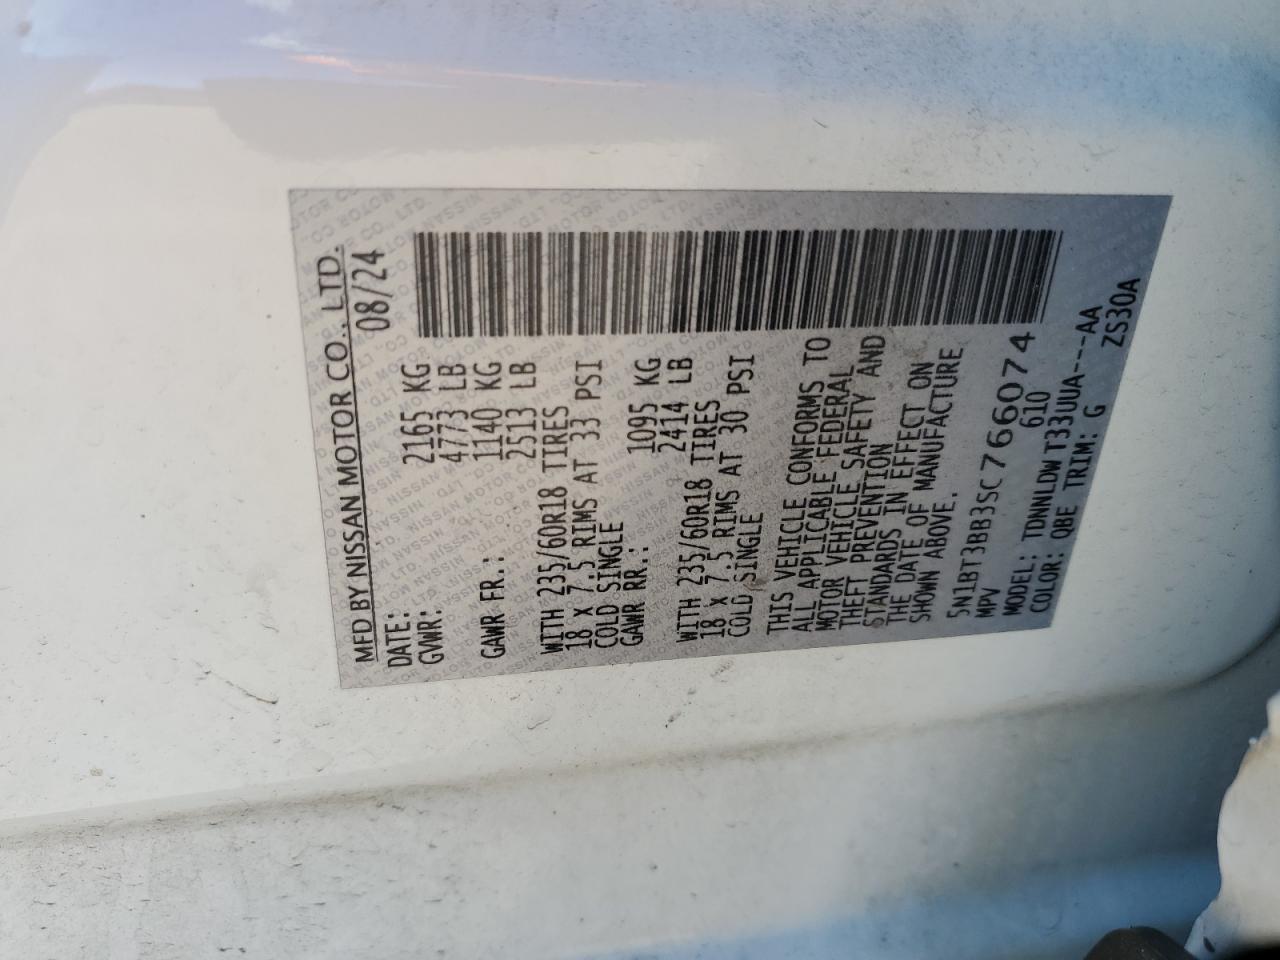 MFD BY NISSAN MOTOR CO., LTD.
DATE: 08/24
GVWR: 2165 KG
4773 LB
GAWR FR.: 1140 KG
2513 LB
WITH 235/60R18 TIRES
18 X 7.5 RIMS AT 33 PSI
COLD SINGLE
GAWR RR.: 1095 KG
2414 LB
WITH 235/60R18 TIRES
18 X 7.5 RIMS AT 30 PSI
COLD SINGLE
THIS VEHICLE CONFORMS TO
ALL APPLICABLE FEDERAL
MOTOR VEHICLE SAFETY AND
THEFT PREVENTION
STANDARDS IN EFFECT ON
THE DATE OF MANUFACTURE
SHOWN ABOVE.
5N1BT3BB3SC766074
MPV 610
MODEL: TDNNLDWT33UUA---AA
COLOR: QBE TRIM: G ZS30A